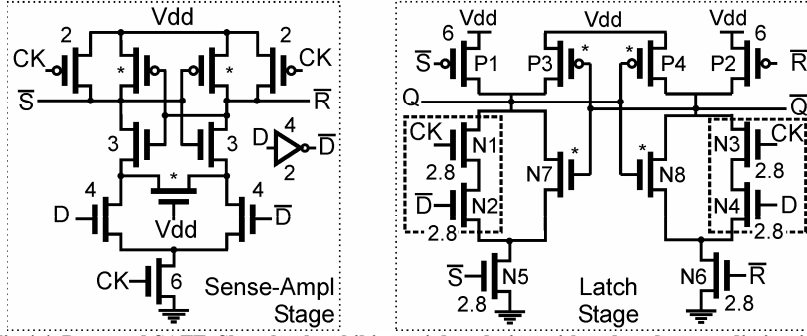 Vdd
2
2
CK
*
*
CK
S̅
R̅
3
3
D
4
D̅
2
*
4
4
D
Vdd
D̅
CK
6
Sense-Ampl
Stage
Vdd
Vdd
Vdd
6
6
S̅
P1
P3
*
*
P4
P2
R̅
Q
Q̅
CK
N1
2.8
D̅
N2
2.8
N7
*
*
N8
N3
CK
2.8
N4
D
2.8
S̅
N5
2.8
Latch
Stage
N6
R̅
2.8